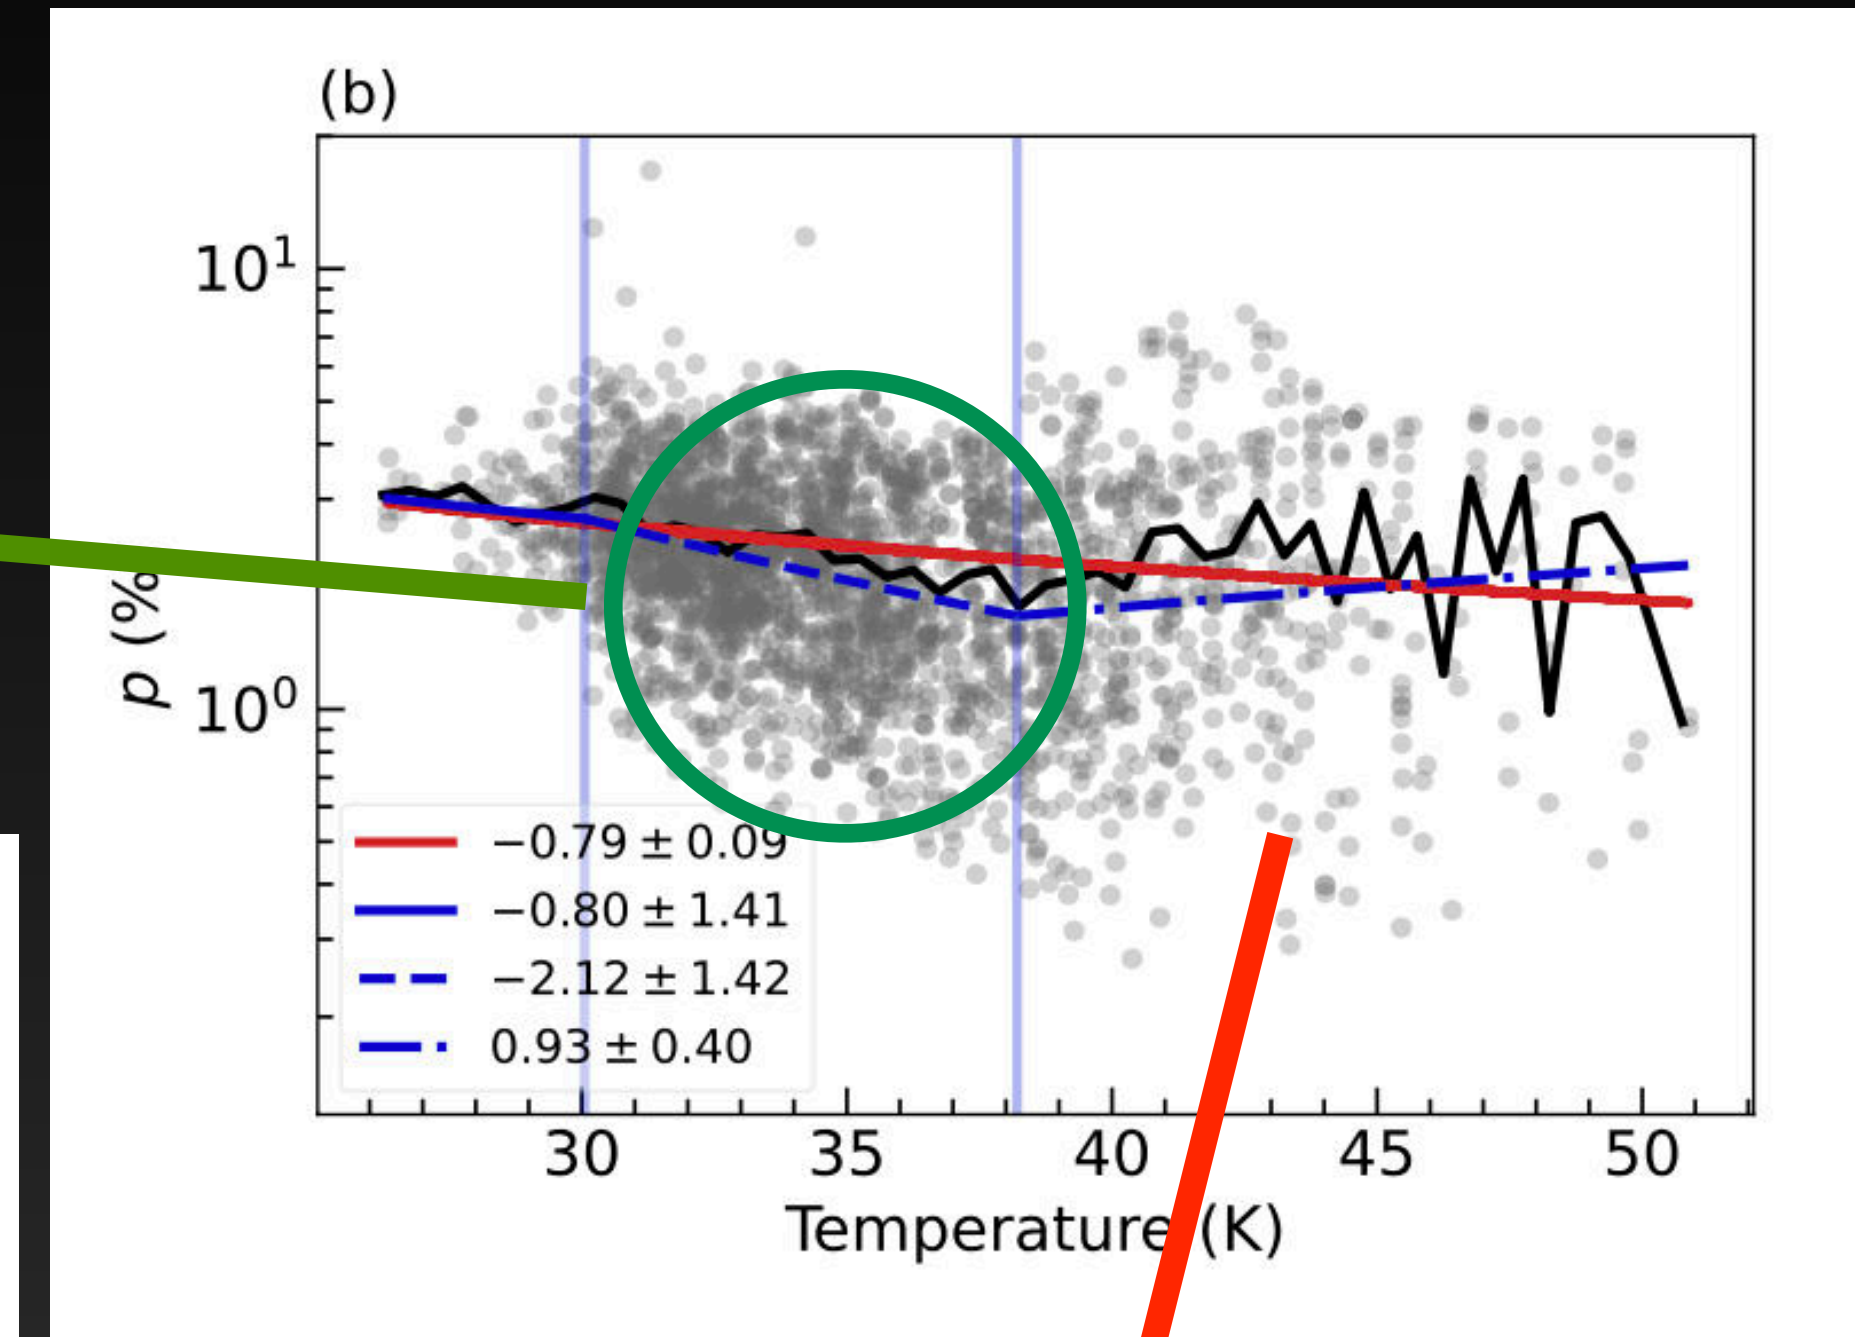 (b)
10¹
10⁰
p (%
−0.79 ± 0.09
−0.80 ± 1.41
−2.12 ± 1.42
0.93 ± 0.40
30 35 40 45 50
Temperature (K)